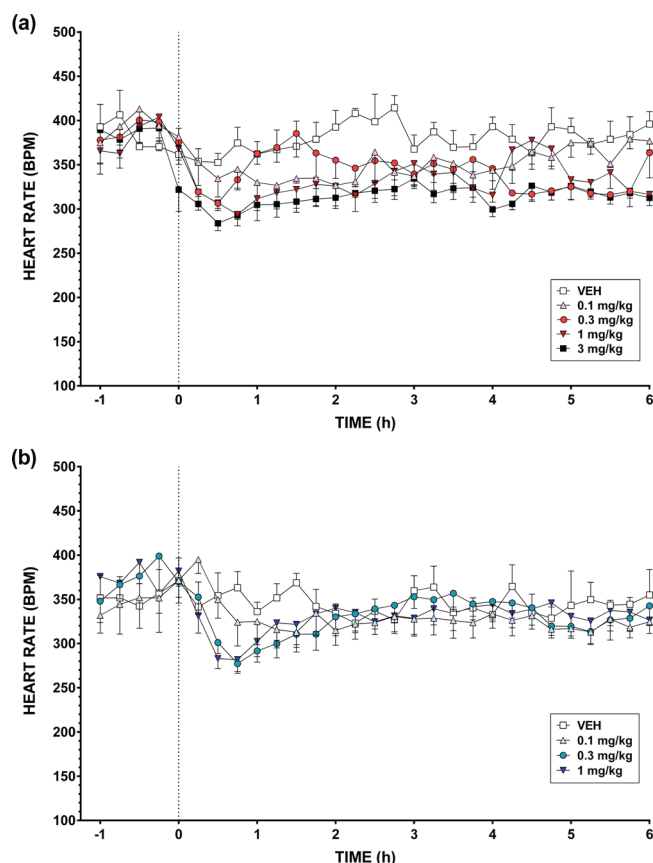 (a)
500
450
400
350
300
250
200
150
100
HEART RATE (BPM)
-1 0 1 2 3 4 5 6
TIME (h)
VEH
0.1 mg/kg
0.3 mg/kg
1 mg/kg
3 mg/kg
(b)
500
450
400
350
300
250
200
150
100
HEART RATE (BPM)
-1 0 1 2 3 4 5 6
TIME (h)
VEH
0.1 mg/kg
0.3 mg/kg
1 mg/kg